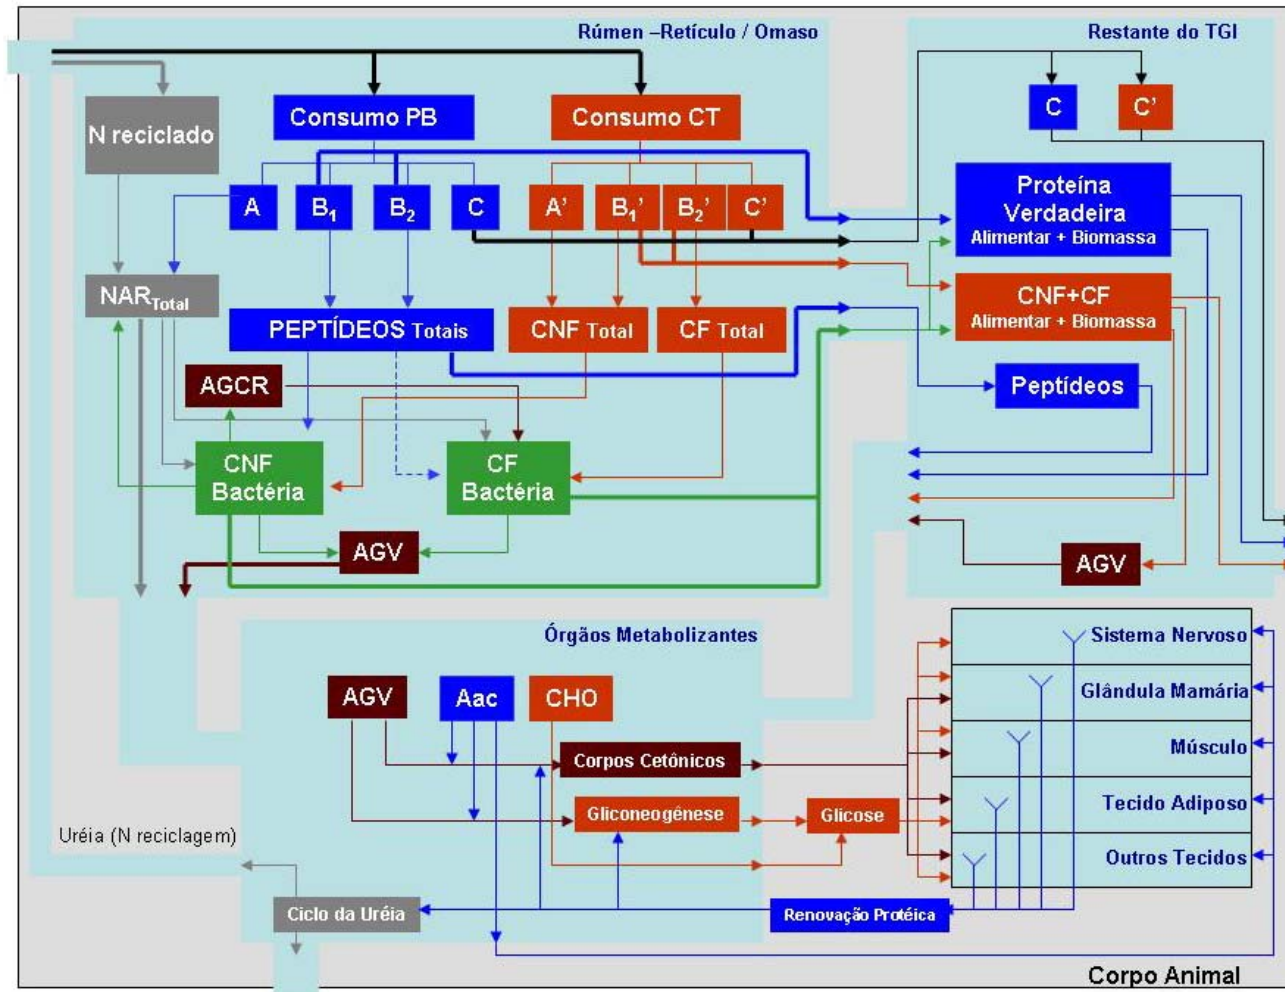 Rúmen –Retículo / Omaso
Restante do TGI
N reciclado
Consumo PB
Consumo CT
C
C'
A
B1
B2
C
A'
B1'
B2'
C'
Proteína
Verdadeira
Alimentar + Biomassa
NARTotal
PEPTÍDEOS Totais
CNF Total
CF Total
CNF+CF
Alimentar + Biomassa
AGCR
Peptídeos
CNF
Bactéria
CF
Bactéria
AGV
AGV
Órgãos Metabolizantes
Sistema Nervoso
AGV
Aac
CHO
Glândula Mamária
Corpos Cetônicos
Músculo
Gliconeogênese
Glicose
Tecido Adiposo
Uréia (N reciclagem)
Outros Tecidos
Ciclo da Uréia
Renovação Protéica
Corpo Animal